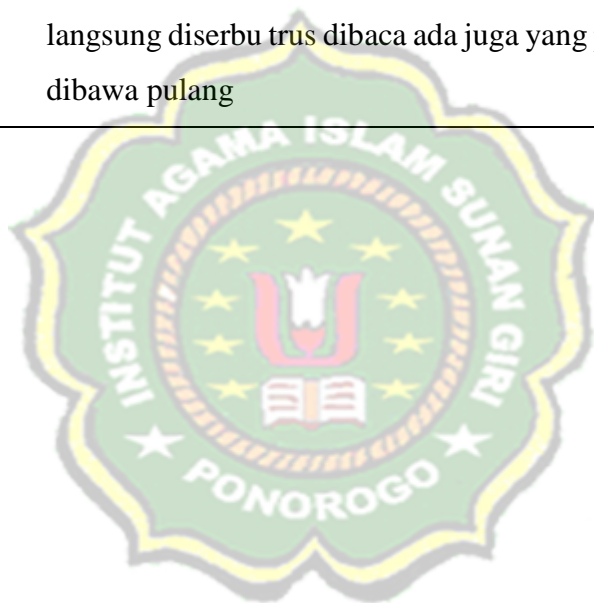 langsung diserbu trus dibaca ada juga yang
dibawa pulang
INSTITUT AGAMA ISLAM SUNAN GIRI
PONOROGO